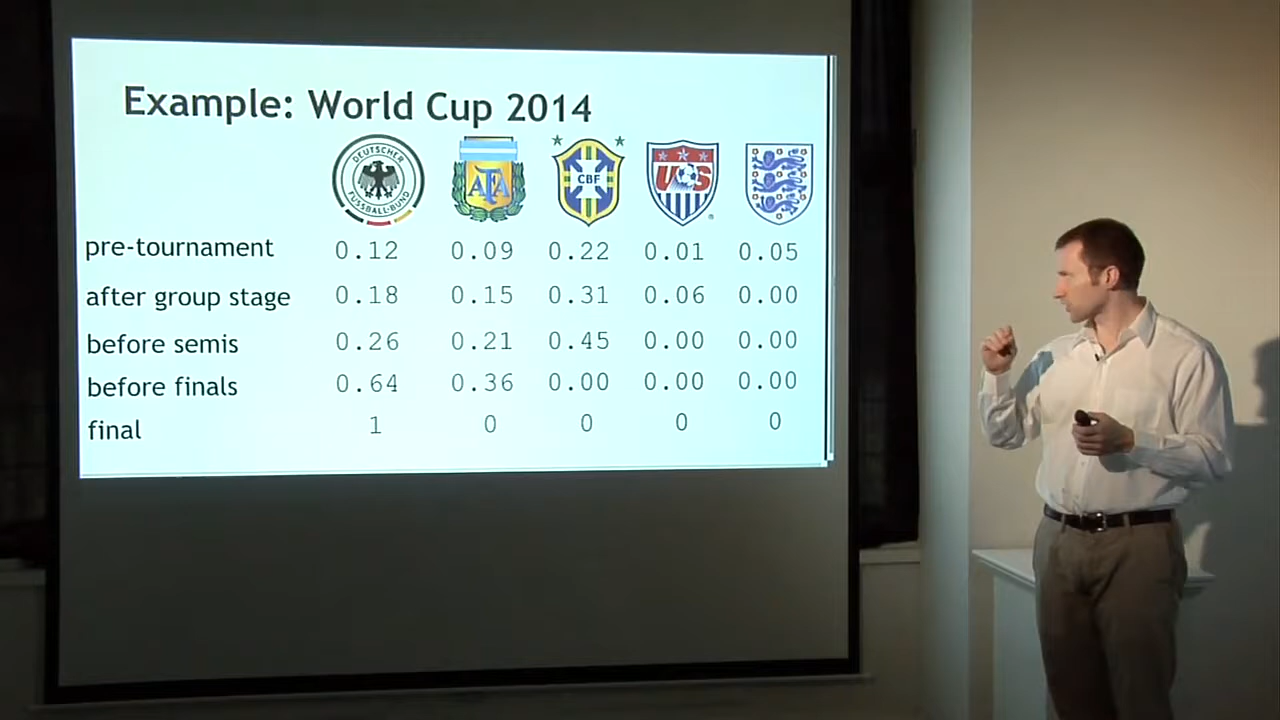 Example: World Cup 2014
DEUTSCHER FUSSBALL-BUND
AFA
CBF
US
pre-tournament 0.12 0.09 0.22 0.01 0.05
after group stage 0.18 0.15 0.31 0.06 0.00
before semis 0.26 0.21 0.45 0.00 0.00
before finals 0.64 0.36 0.00 0.00 0.00
final 1 0 0 0 0